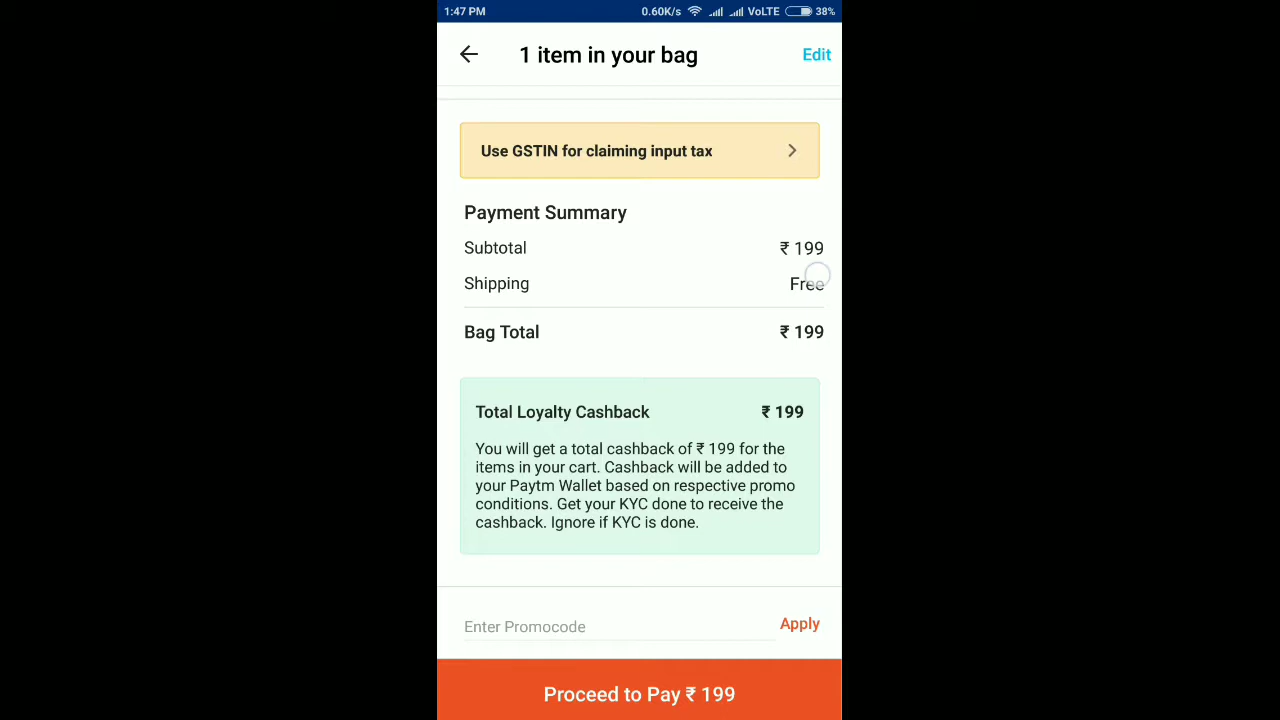 1:47 PM 0.60K/s VoLTE 38%
1 item in your bag Edit
Use GSTIN for claiming input tax
Payment Summary
Subtotal ₹ 199
Shipping Free
Bag Total ₹ 199
Total Loyalty Cashback ₹ 199
You will get a total cashback of ₹ 199 for the
items in your cart. Cashback will be added to
your Paytm Wallet based on respective promo
conditions. Get your KYC done to receive the
cashback. Ignore if KYC is done.
Enter Promocode Apply
Proceed to Pay ₹ 199